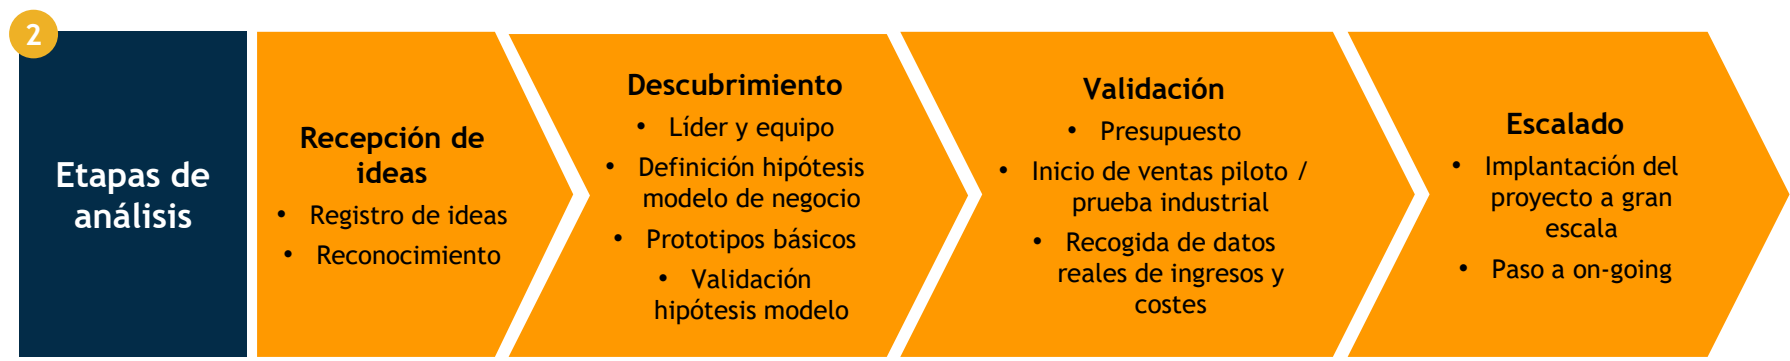 2
Etapas de
análisis
Recepción de
ideas
• Registro de ideas
• Reconocimiento
Descubrimiento
• Líder y equipo
• Definición hipótesis
modelo de negocio
• Prototipos básicos
• Validación
hipótesis modelo
Validación
• Presupuesto
• Inicio de ventas piloto /
prueba industrial
• Recogida de datos
reales de ingresos y
costes
Escalado
• Implantación del
proyecto a gran
escala
• Paso a on-going